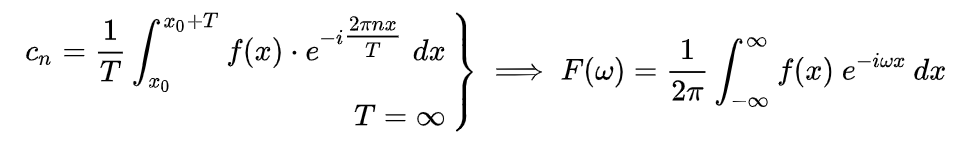 c_n = \frac{1}{T} \int_{x_0}^{x_0+T} f(x) \cdot e^{-i\frac{2\pi nx}{T}} \, dx
T = \infty
\Longrightarrow F(\omega) = \frac{1}{2\pi} \int_{-\infty}^{\infty} f(x) \, e^{-i\omega x} \, dx